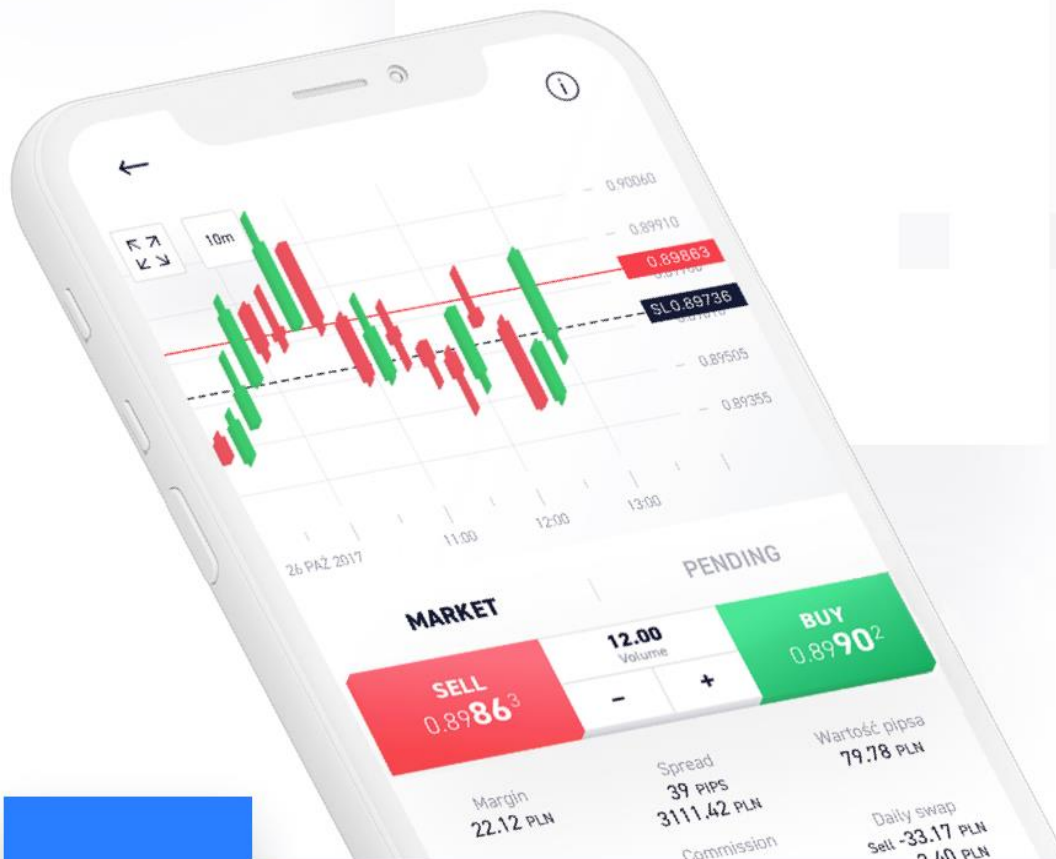 10m
0.90060
0.89910
0.89863
SL0.89736
0.89505
0.89355
26 PAŹ 2017
11:00
12:00
13:00
MARKET
PENDING
SELL
0.89863
12.00
Volume
-
+
BUY
0.89902
Margin
22.12 PLN
Spread
39 PIPS
3111.42 PLN
Wartość pipsa
79.78 PLN
Commission
Daily swap
Sell -33.17 PLN